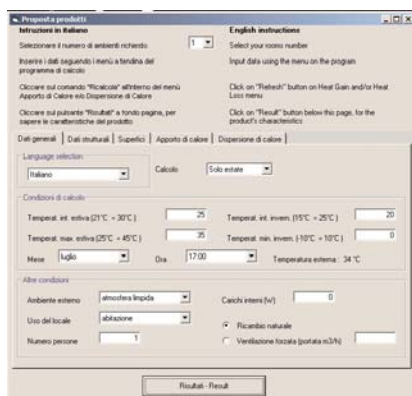 Proposta prodotti
Istruzioni in Italiano
English instructions
Selezionare il numero di ambienti richiesto
1
Select your rooms number
Inserire i dati seguendo i menù a tendina del
programma di calcolo
Input data using the menu on the program
Cliccare sul comando "Ricalcola" all'interno dei menù
Apporto di Calore e/o Dispersione di Calore
Click on "Refresh" button on Heat Gain and/or Heat
Loss menu
Cliccare sul pulsante "Risultati" a fondo pagina, per
sapere le caratteristiche del prodotto
Click on "Result" button below this page, for the
product's characteristics
Dati generali
Dati strutturali
Superfici
Apporto di calore
Dispersione di calore
Language selection
Italiano
Calcolo
Solo estate
Condizioni di calcolo
Temperat. int. estiva (21°C ÷ 30°C )
25
Temperat. int. invern. (15°C ÷ 25°C )
20
Temperat. max. estiva (25°C ÷ 45°C )
35
Temperat. min. invern. (-10°C ÷ 10°C )
0
Mese
luglio
Ora
17:00
Temperatura esterna : 34 °C
Altre condizioni
Ambiente esterno
atmosfera limpida
Carichi interni (W)
0
Uso del locale
abitazione
Ricambio naturale
Numero persone
1
Ventilazione forzata (portata m3/h)
Risultati - Result